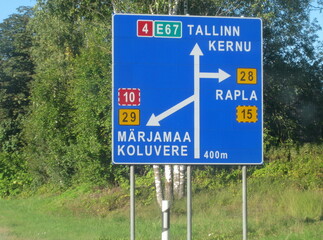 4 E67 TALLINN
KERNU
28
RAPLA
15
10
29
MÄRJAMAA
KOLUVERE
400m